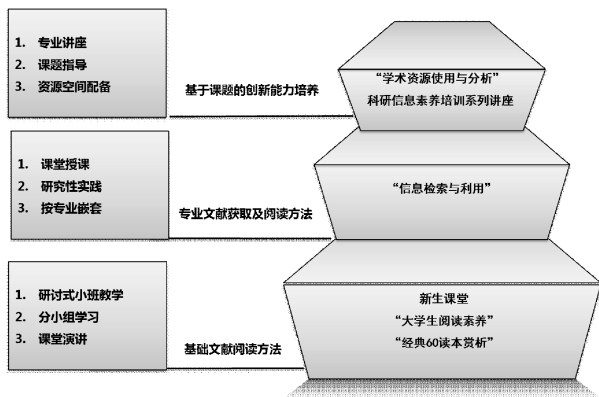 1. 专业讲座
2. 课题指导
3. 资源空间配备
基于课题的创新能力培养
“学术资源使用与分析”
科研信息素养培训系列讲座
1. 课堂授课
2. 研究性实践
3. 按专业嵌套
专业文献获取及阅读方法
“信息检索与利用”
1. 研讨式小班教学
2. 分小组学习
3. 课堂演讲
基础文献阅读方法
新生课堂
“大学生阅读素养”
“经典60读本赏析”